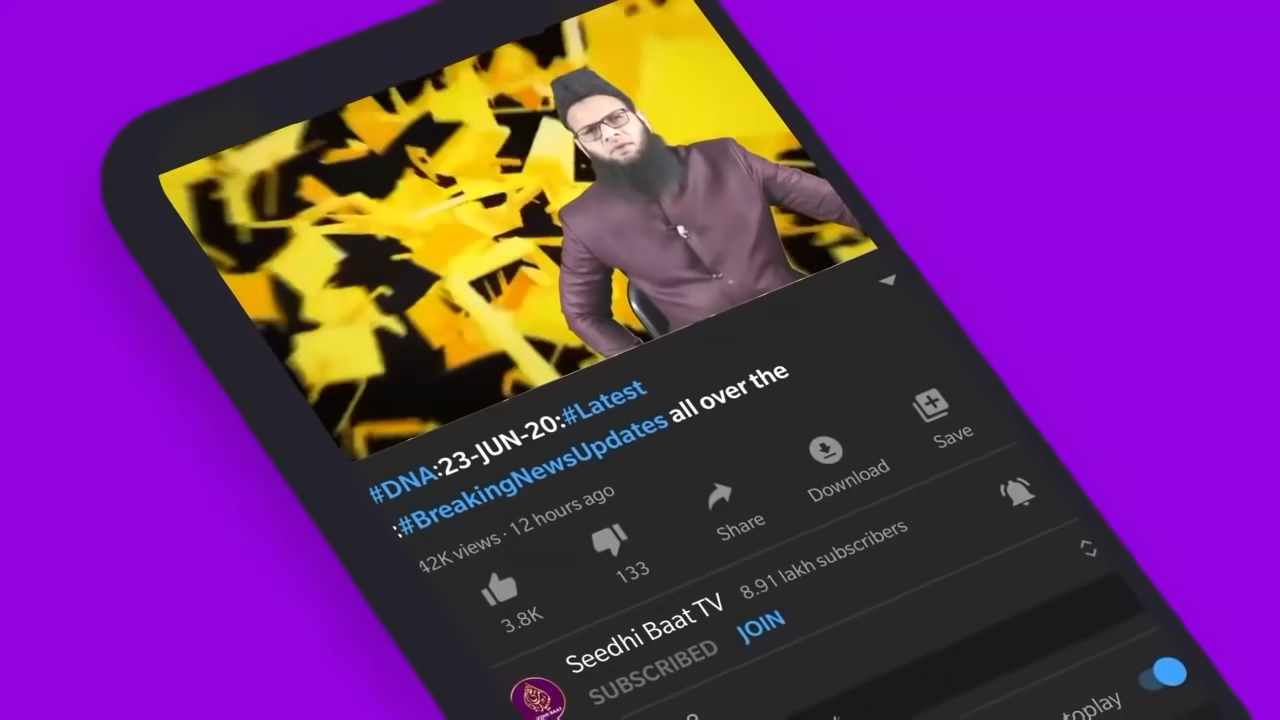 #DNA:23-JUN-20:#Latest
:#BreakingNewsUpdates all over the
42K views · 12 hours ago
3.8K
133
Share
Download
Save
Seedhi Baat TV
8.91 lakh subscribers
SUBSCRIBED
JOIN